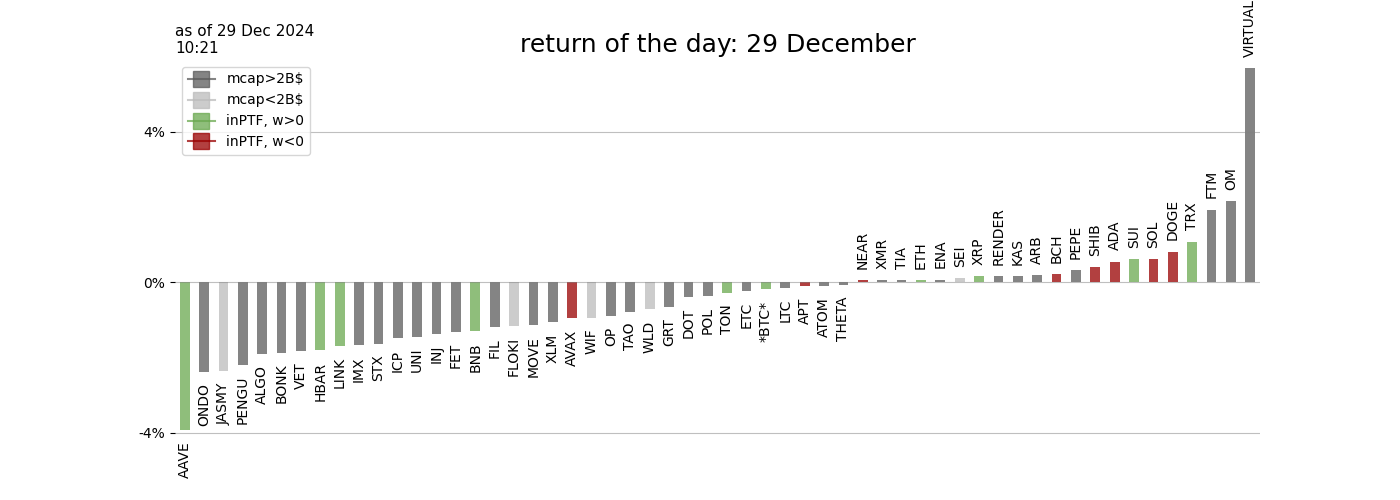 as of 29 Dec 2024
10:21
return of the day: 29 December
mcap>2B$
mcap<2B$
inPTF, w>0
inPTF, w<0
4%
0%
-4%
AAVE
ONDO
JASMY
PENGU
ALGO
BONK
VET
HBAR
LINK
IMX
STX
ICP
UNI
INJ
FET
BNB
FIL
FLOKI
MOVE
XLM
AVAX
WIF
OP
TAO
WLD
GRT
DOT
POL
TON
ETC
*BTC*
LTC
APT
ATOM
THETA
NEAR
XMR
TIA
ETH
ENA
SEI
XRP
RENDER
KAS
ARB
BCH
PEPE
SHIB
ADA
SUI
SOL
DOGE
TRX
FTM
OM
VIRTUAL